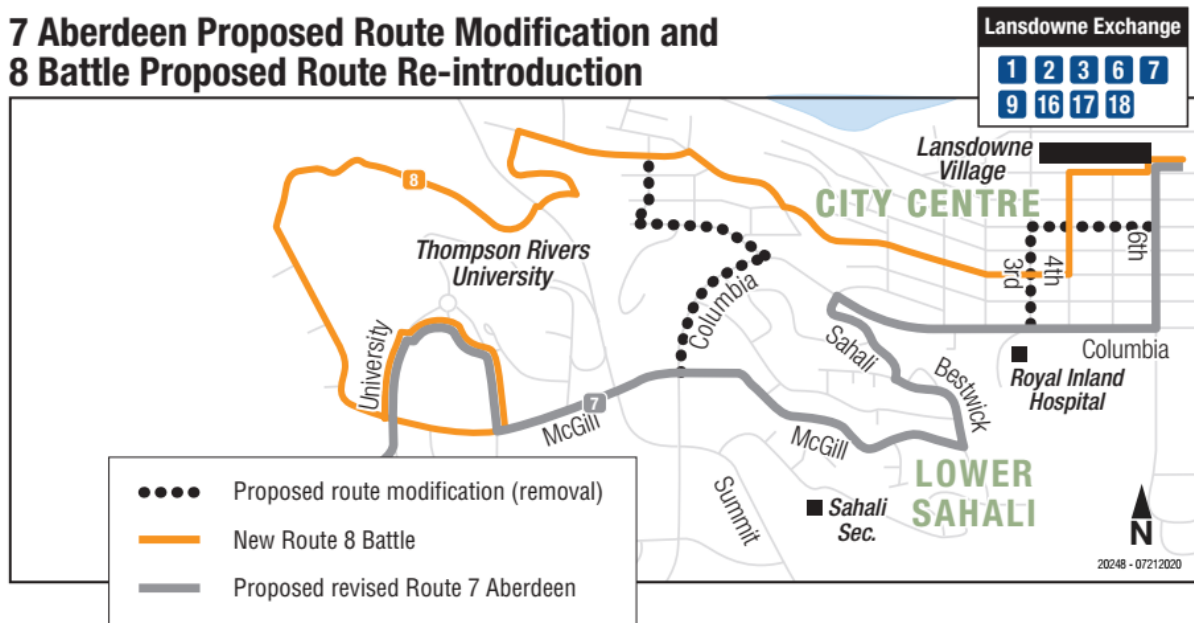 7 Aberdeen Proposed Route Modification and
8 Battle Proposed Route Re-introduction
Lansdowne Exchange
1 2 3 6 7
9 16 17 18
Lansdowne
Village
CITY CENTRE
8
Thompson Rivers
University
6th
4th
3rd
Columbia
University
Sahali
Bestwick
Columbia
Royal Inland
Hospital
7
McGill
McGill
LOWER
SAHALI
Summit
Sahali
Sec.
N
20248 - 07212020
Proposed route modification (removal)
New Route 8 Battle
Proposed revised Route 7 Aberdeen